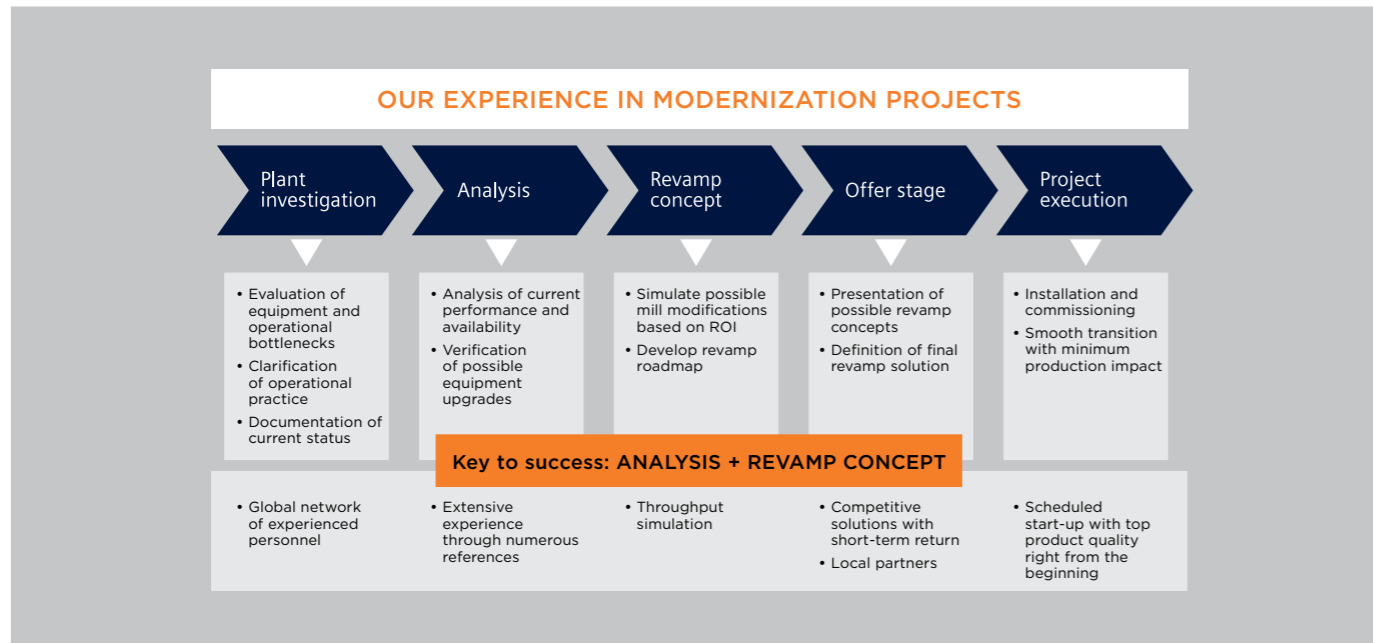 OUR EXPERIENCE IN MODERNIZATION PROJECTS
Plant
investigation
Analysis
Revamp
concept
Offer stage
Project
execution
• Evaluation of
equipment and
operational
bottlenecks
• Clarification
of operational
practice
• Documentation of
current status
• Analysis of current
performance and
availability
• Verification
of possible
equipment
upgrades
• Simulate possible
mill modifications
based on ROI
• Develop revamp
roadmap
• Presentation of
possible revamp
concepts
• Definition of final
revamp solution
• Installation and
commissioning
• Smooth transition
with minimum
production impact
Key to success: ANALYSIS + REVAMP CONCEPT
• Global network
of experienced
personnel
• Extensive
experience
through numerous
references
• Throughput
simulation
• Competitive
solutions with
short-term return
• Local partners
• Scheduled
start-up with top
product quality
right from the
beginning